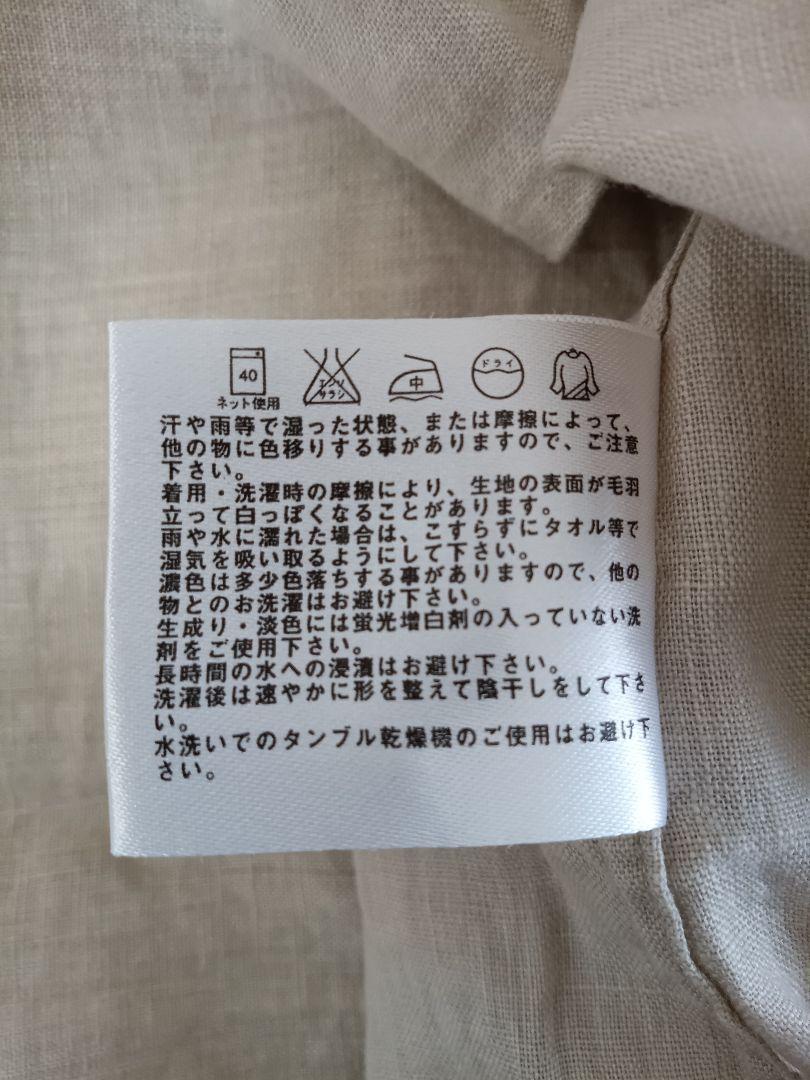 40 エンソ サラシ 中 ドライ
ネット使用
汗や雨等で湿った状態、または摩擦によって、
他の物に色移りする事がありますので、ご注意
下さい。
着用・洗濯時の摩擦により、生地の表面が毛羽
立って白っぽくなることがあります。
雨や水に濡れた場合は、こすらずにタオル等で
湿気を吸い取るようにして下さい。
濃色は多少色落ちする事がありますので、他の
物とのお洗濯はお避け下さい。
生成り・淡色には蛍光増白剤の入っていない洗
剤をご使用下さい。
長時間の水への浸漬はお避け下さい。
洗濯後は速やかに形を整えて陰干しをして下さ
い。
水洗いでのタンブル乾燥機のご使用はお避け下
さい。